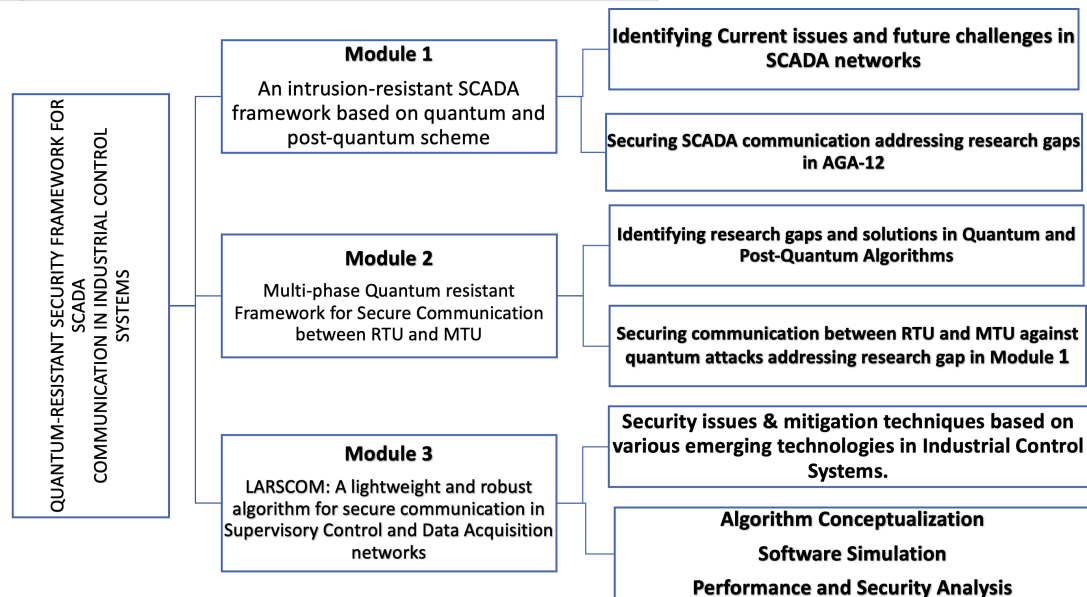 QUANTUM-RESISTANT SECURITY FRAMEWORK FOR
SCADA
COMMUNICATION IN INDUSTRIAL CONTROL
SYSTEMS
Module 1
An intrusion-resistant SCADA
framework based on quantum and
post-quantum scheme
Identifying Current issues and future challenges in
SCADA networks
Securing SCADA communication addressing research gaps
in AGA-12
Module 2
Multi-phase Quantum resistant
Framework for Secure Communication
between RTU and MTU
Identifying research gaps and solutions in Quantum and
Post-Quantum Algorithms
Securing communication between RTU and MTU against
quantum attacks addressing research gap in Module 1
Module 3
LARSCOM: A lightweight and robust
algorithm for secure communication in
Supervisory Control and Data Acquisition
networks
Security issues & mitigation techniques based on
various emerging technologies in Industrial Control
Systems.
Algorithm Conceptualization
Software Simulation
Performance and Security Analysis